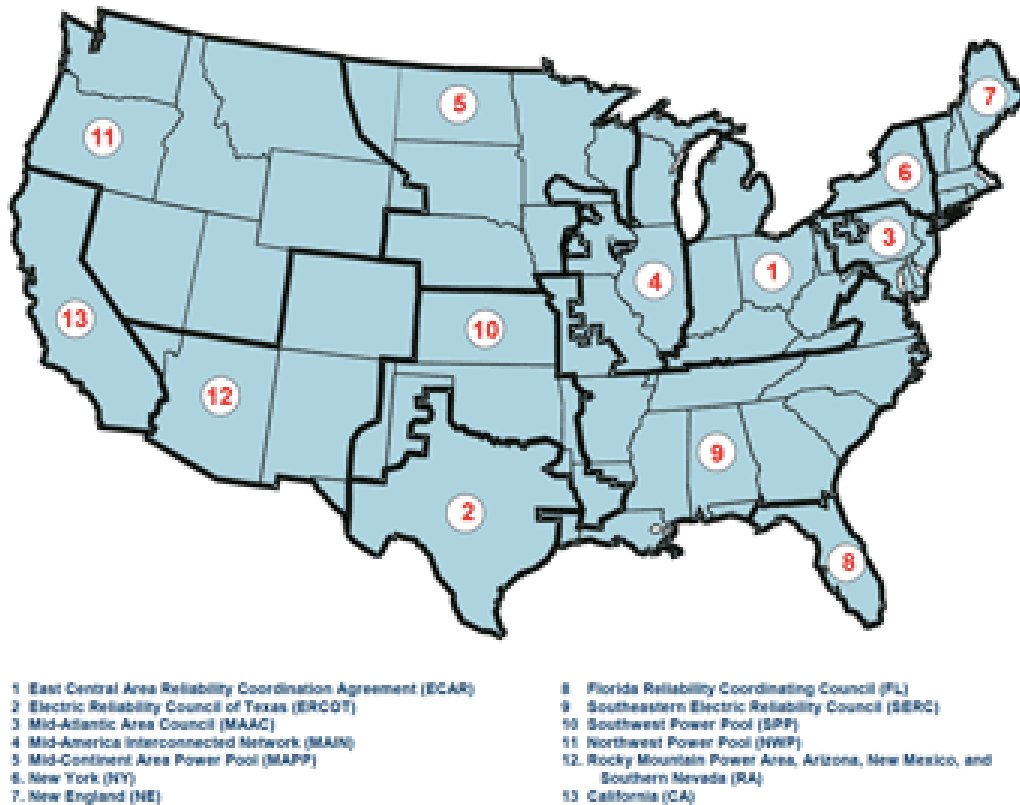 5
7
11
6
3
1
4
13
10
12
9
2
8
1 East Central Area Reliability Coordination Agreement (ECAR)
2 Electric Reliability Council of Texas (ERCOT)
3 Mid-Atlantic Area Council (MAAC)
4 Mid-America Interconnected Network (MAIN)
5 Mid-Continent Area Power Pool (MAPP)
6. New York (NY)
7. New England (NE)
8 Florida Reliability Coordinating Council (FL)
9 Southeastern Electric Reliability Council (SERC)
10 Southwest Power Pool (SPP)
11 Northwest Power Pool (NWP)
12. Rocky Mountain Power Area, Arizona, New Mexico, and
Southern Nevada (RA)
13 California (CA)